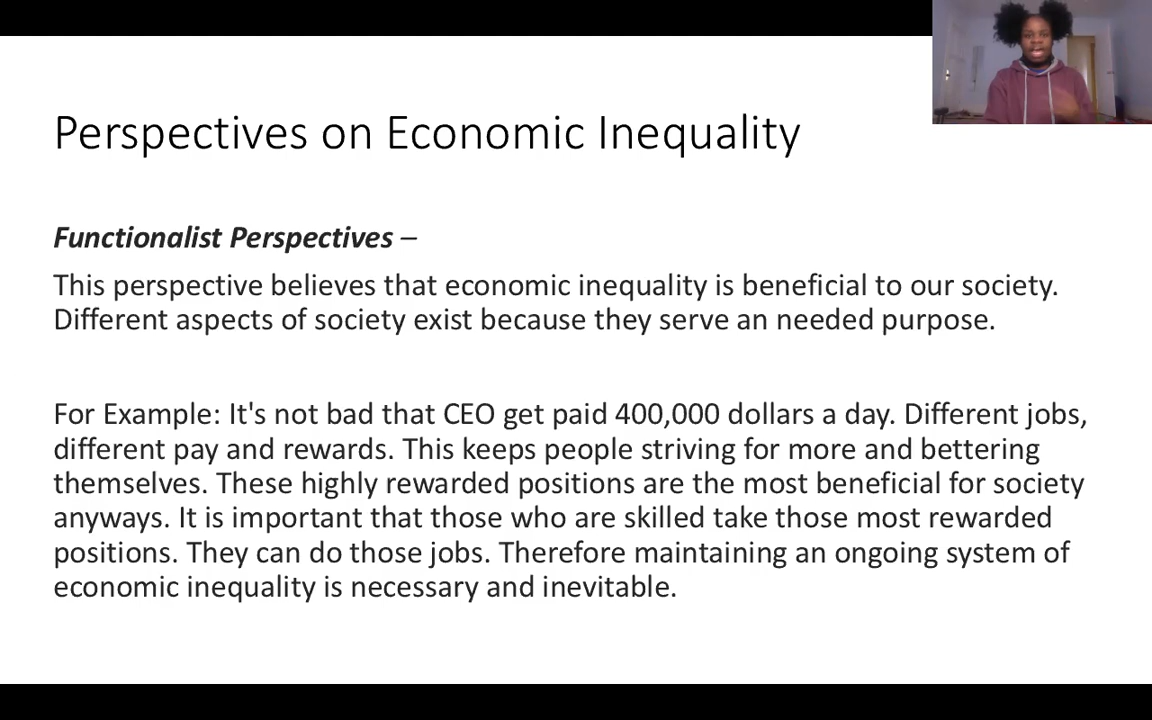 Perspectives on Economic Inequality
Functionalist Perspectives –
This perspective believes that economic inequality is beneficial to our society.
Different aspects of society exist because they serve an needed purpose.
For Example: It's not bad that CEO get paid 400,000 dollars a day. Different jobs,
different pay and rewards. This keeps people striving for more and bettering
themselves. These highly rewarded positions are the most beneficial for society
anyways. It is important that those who are skilled take those most rewarded
positions. They can do those jobs. Therefore maintaining an ongoing system of
economic inequality is necessary and inevitable.